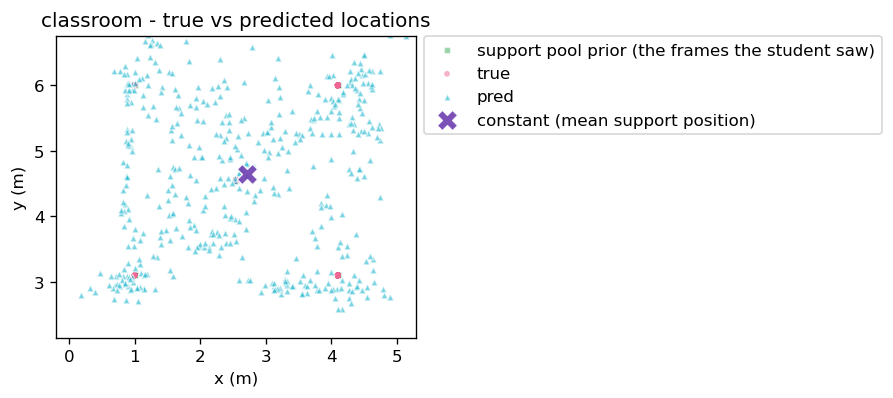 classroom - true vs predicted locations
support pool prior (the frames the student saw)
true
pred
constant (mean support position)
6
5
4
3
y (m)
0 1 2 3 4 5
x (m)